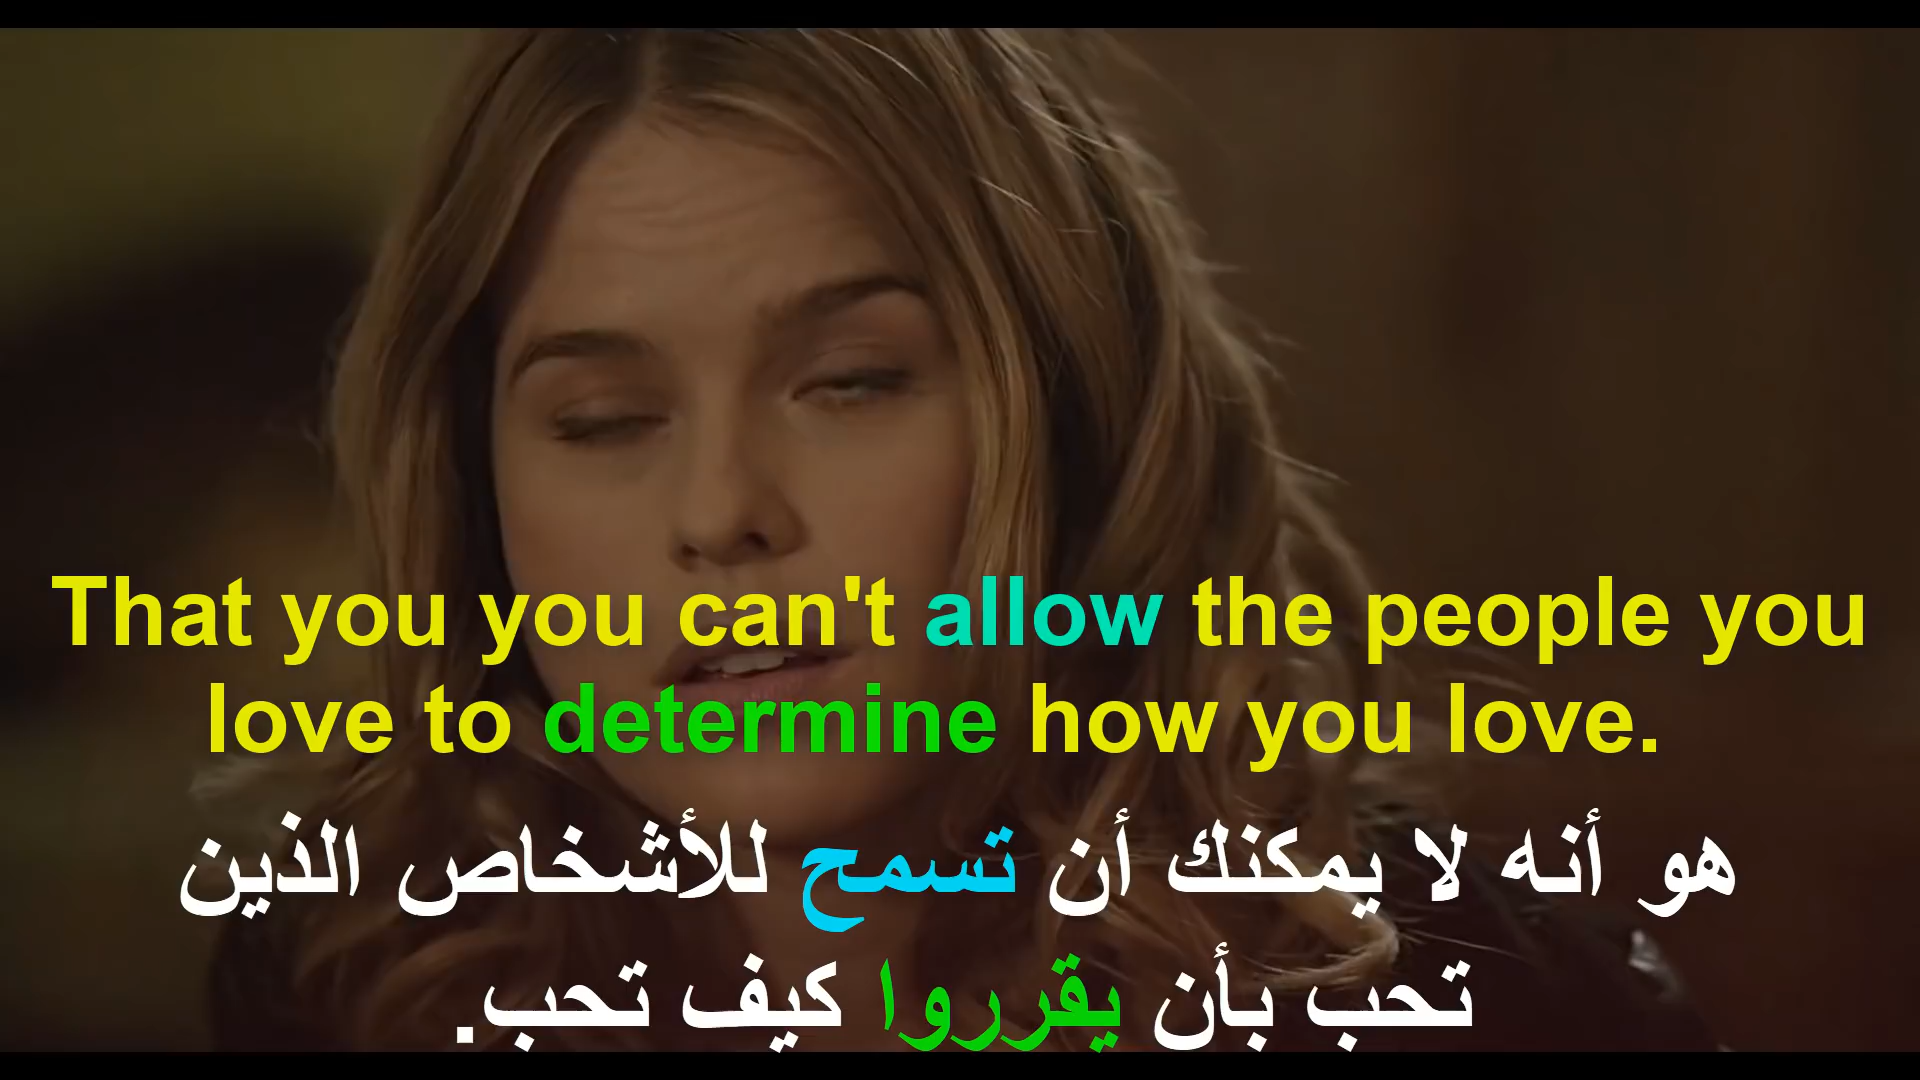 That you you can't allow the people you
love to determine how you love.
هو أنه لا يمكنك أن تسمح للأشخاص الذين
تحب بأن يقرروا كيف تحب.